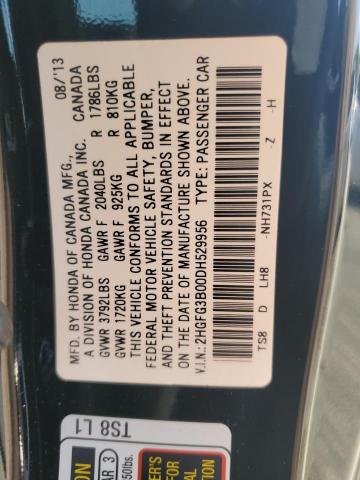 MFD. BY HONDA OF CANADA MFG., 08/'13
A DIVISION OF HONDA CANADA INC. CANADA
GVWR 3792LBS GAWR F 2040LBS R 1786LBS
GVWR 1720KG GAWR F 925KG R 810KG
THIS VEHICLE CONFORMS TO ALL APPLICABLE
FEDERAL MOTOR VEHICLE SAFETY, BUMPER,
AND THEFT PREVENTION STANDARDS IN EFFECT
ON THE DATE OF MANUFACTURE SHOWN ABOVE.
V.I.N.: 2HGFG3B00DH529956 TYPE: PASSENGER CAR
TS8 D LH8 -NH731PX -Z -H
TS8 L1